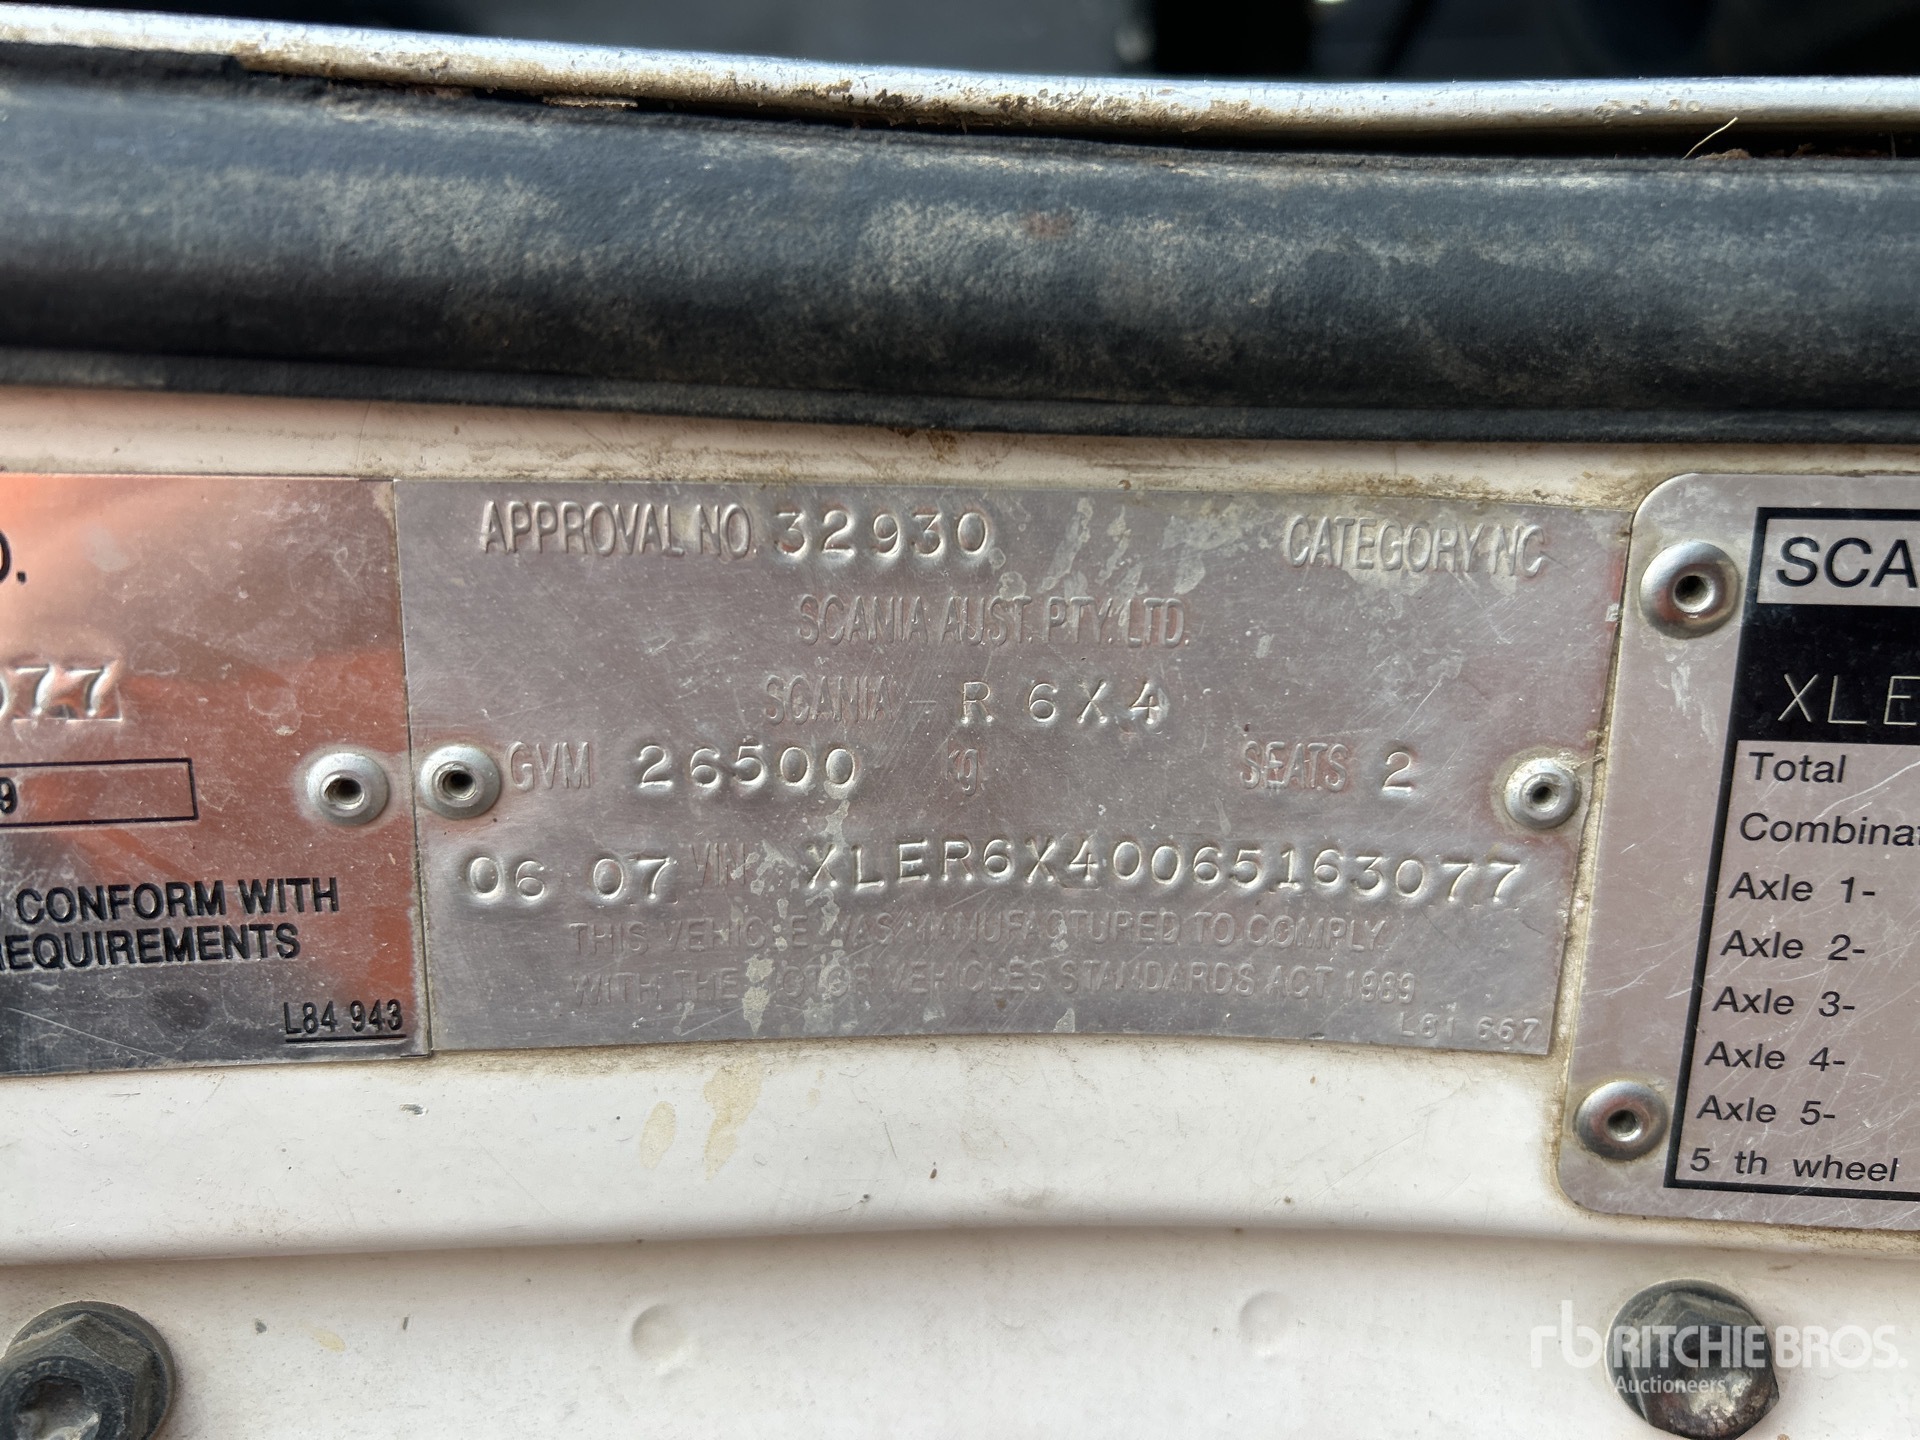 D.
077
9
CONFORM WITH
REQUIREMENTS
L84 943
APPROVAL NO. 32930 CATEGORY NC
SCANIA AUST. PTY. LTD.
SCANIA R 6X4
GVM 26500 kg. SEATS 2
06 07 VIN XLER6X40065163077
THIS VEHICLE WAS MANUFACTURED TO COMPLY
WITH THE MOTOR VEHICLES STANDARDS ACT 1989
L81 667
SCA
XLE
Total
Combinat
Axle 1-
Axle 2-
Axle 3-
Axle 4-
Axle 5-
5 th wheel
rb RITCHIE BROS.
Auctioneers